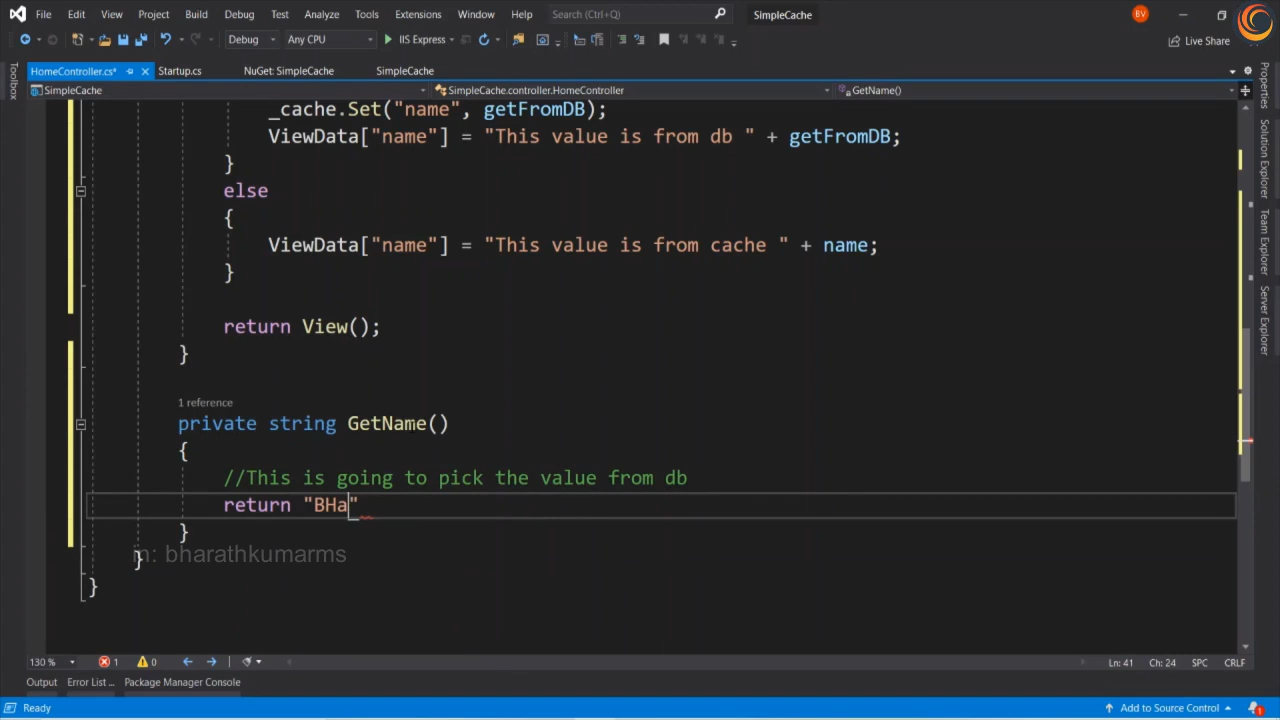 File Edit View Project Build Debug Test Analyze Tools Extensions Window Help Search (Ctrl+Q) SimpleCache BV
Debug Any CPU IIS Express Live Share
HomeController.cs* Startup.cs NuGet: SimpleCache SimpleCache
SimpleCache SimpleCache.controller.HomeController GetName()
Toolbox
Properties
Solution Explorer
Team Explorer
Server Explorer
_cache.Set("name", getFromDB);
ViewData["name"] = "This value is from db " + getFromDB;
}
else
{
ViewData["name"] = "This value is from cache " + name;
}
return View();
}
1 reference
private string GetName()
{
//This is going to pick the value from db
return "BHa"
}
}
in: bharathkumarms
}
130 % 1 0 Ln: 41 Ch: 24 SPC CRLF
Output Error List ... Package Manager Console
Ready Add to Source Control 1